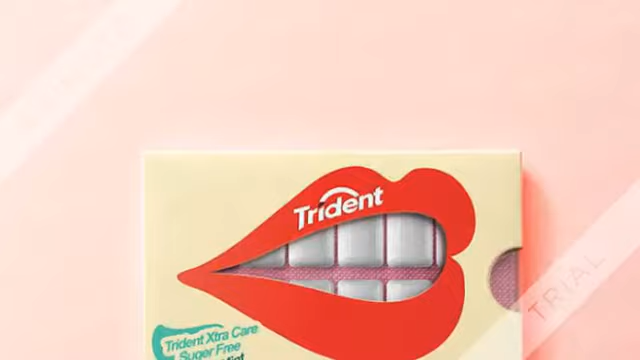 Trident
Trident Xtra Care
Suger Free
TRIAL